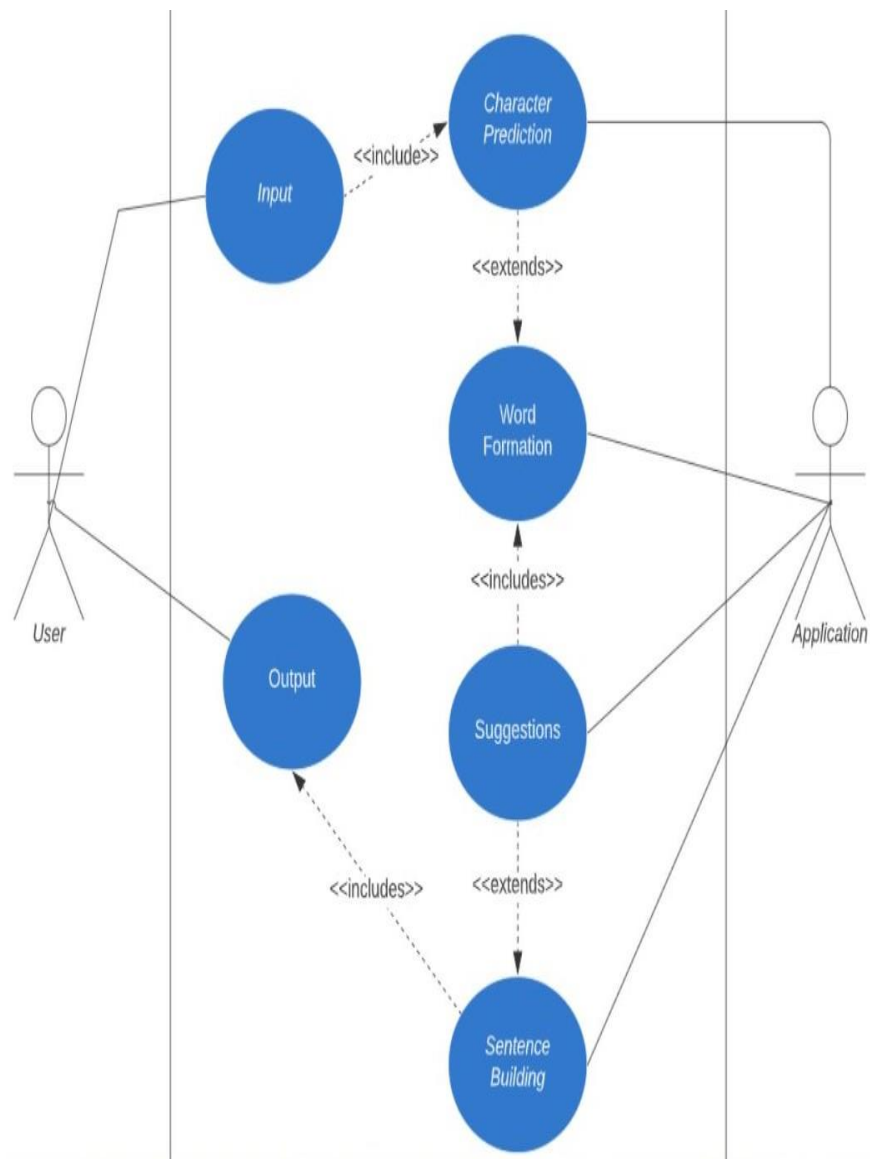 Character
Prediction
<<include>>
Input
<<extends>>
Word
Formation
<<includes>>
User
Application
Output
Suggestions
<<includes>>
<<extends>>
Sentence
Building